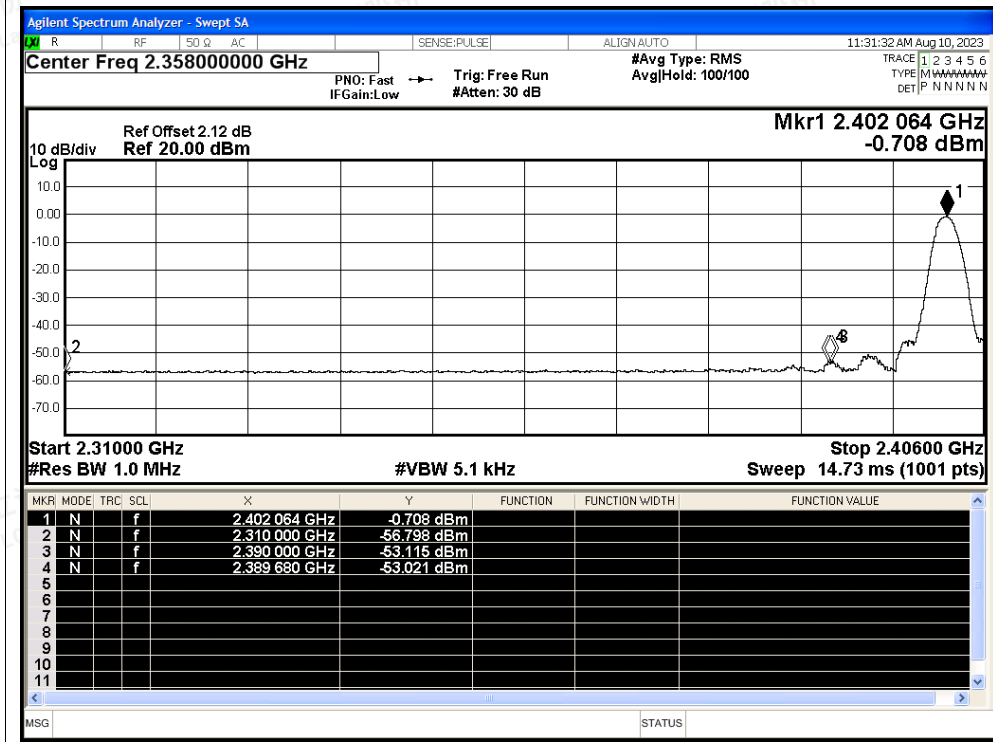 Agilent Spectrum Analyzer - Swept SA
LXI R RF 50 Ω AC SENSE:PULSE ALIGN AUTO 11:31:32 AM Aug 10, 2023
Center Freq 2.358000000 GHz #Avg Type: RMS TRACE 1 2 3 4 5 6
PNO: Fast Trig: Free Run Avg|Hold: 100/100 TYPE M
IFGain:Low #Atten: 30 dB DET P N N N N N
Mkr1 2.402 064 GHz
Ref Offset 2.12 dB
10 dB/div Ref 20.00 dBm -0.708 dBm
Log
10.0
1
0.00
-10.0
-20.0
-30.0
-40.0
-50.0
2
-60.0
-70.0
Start 2.31000 GHz Stop 2.40600 GHz
#Res BW 1.0 MHz #VBW 5.1 kHz Sweep 14.73 ms (1001 pts)
MKR MODE TRC SCL X Y FUNCTION FUNCTION WIDTH FUNCTION VALUE
1 N f 2.402 064 GHz -0.708 dBm
2 N f 2.310 000 GHz -56.798 dBm
3 N f 2.390 000 GHz -53.115 dBm
4 N f 2.389 680 GHz -53.021 dBm
5
6
7
8
9
10
11
MSG STATUS